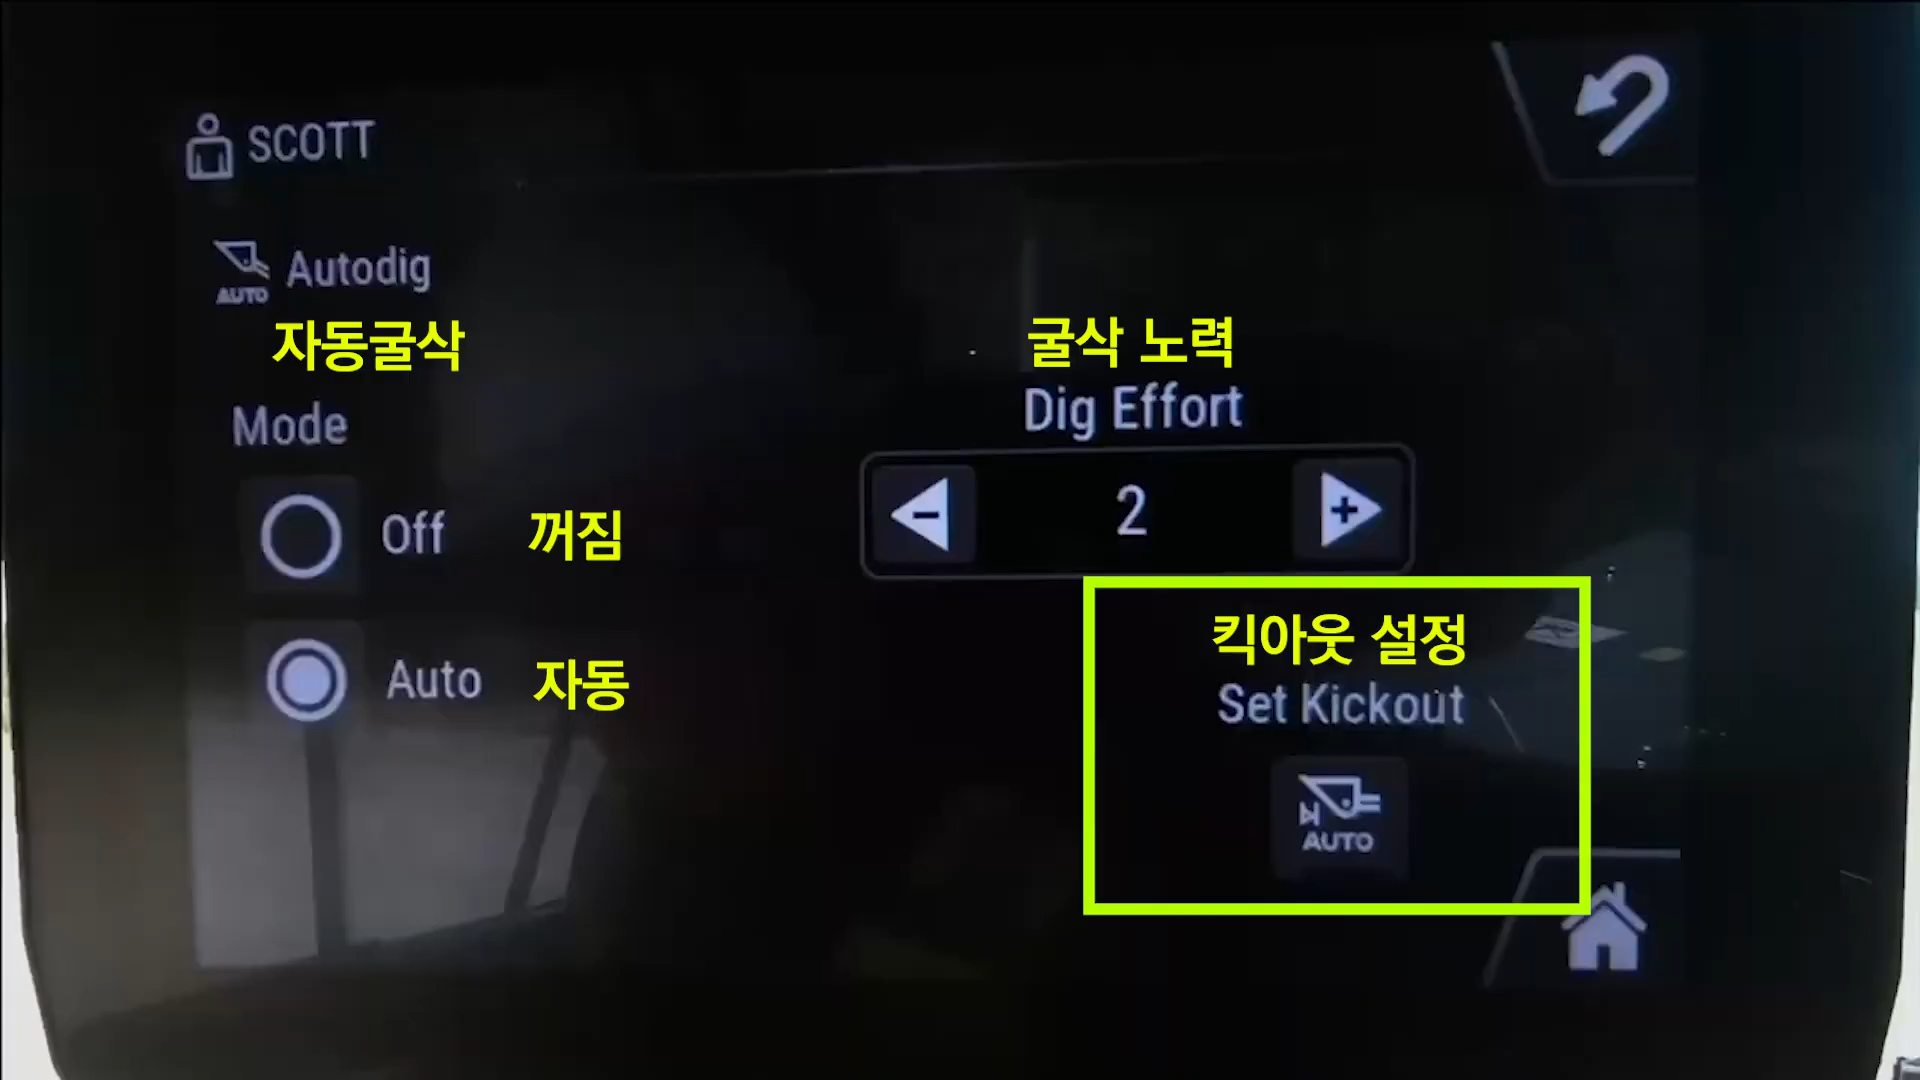 SCOTT
AUTO
Autodig
자동굴삭
Mode
Off
꺼짐
Auto
자동
굴삭 노력
Dig Effort
- 2 +
킥아웃 설정
Set Kickout
AUTO